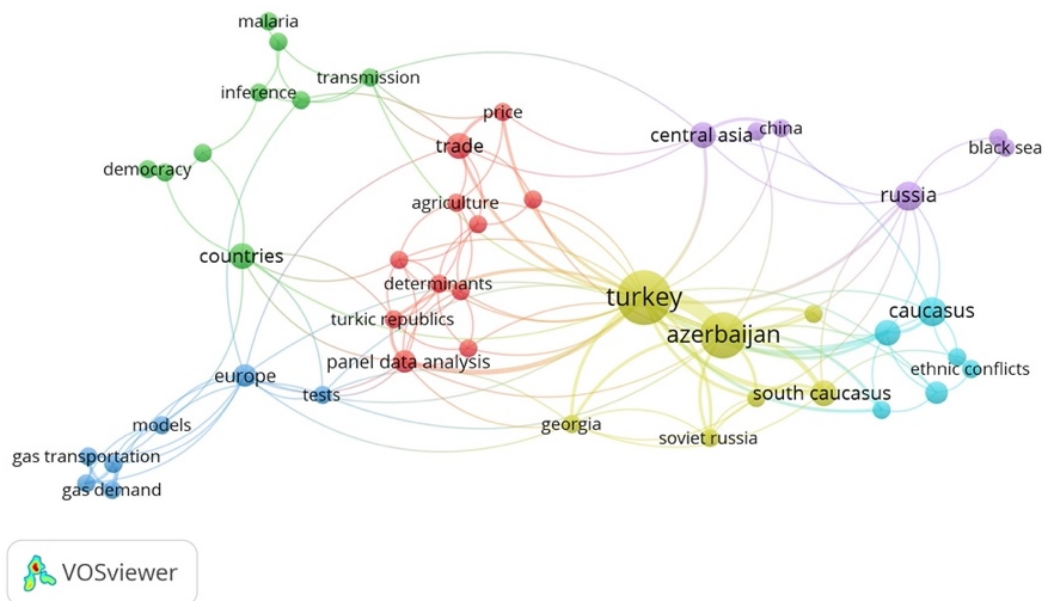 malaria
transmission
inference
price
central asia
china
trade
black sea
democracy
russia
agriculture
countries
determinants
turkey
caucasus
turkic republics
azerbaijan
panel data analysis
ethnic conflicts
europe
tests
south caucasus
models
georgia
soviet russia
gas transportation
gas demand
VOSviewer